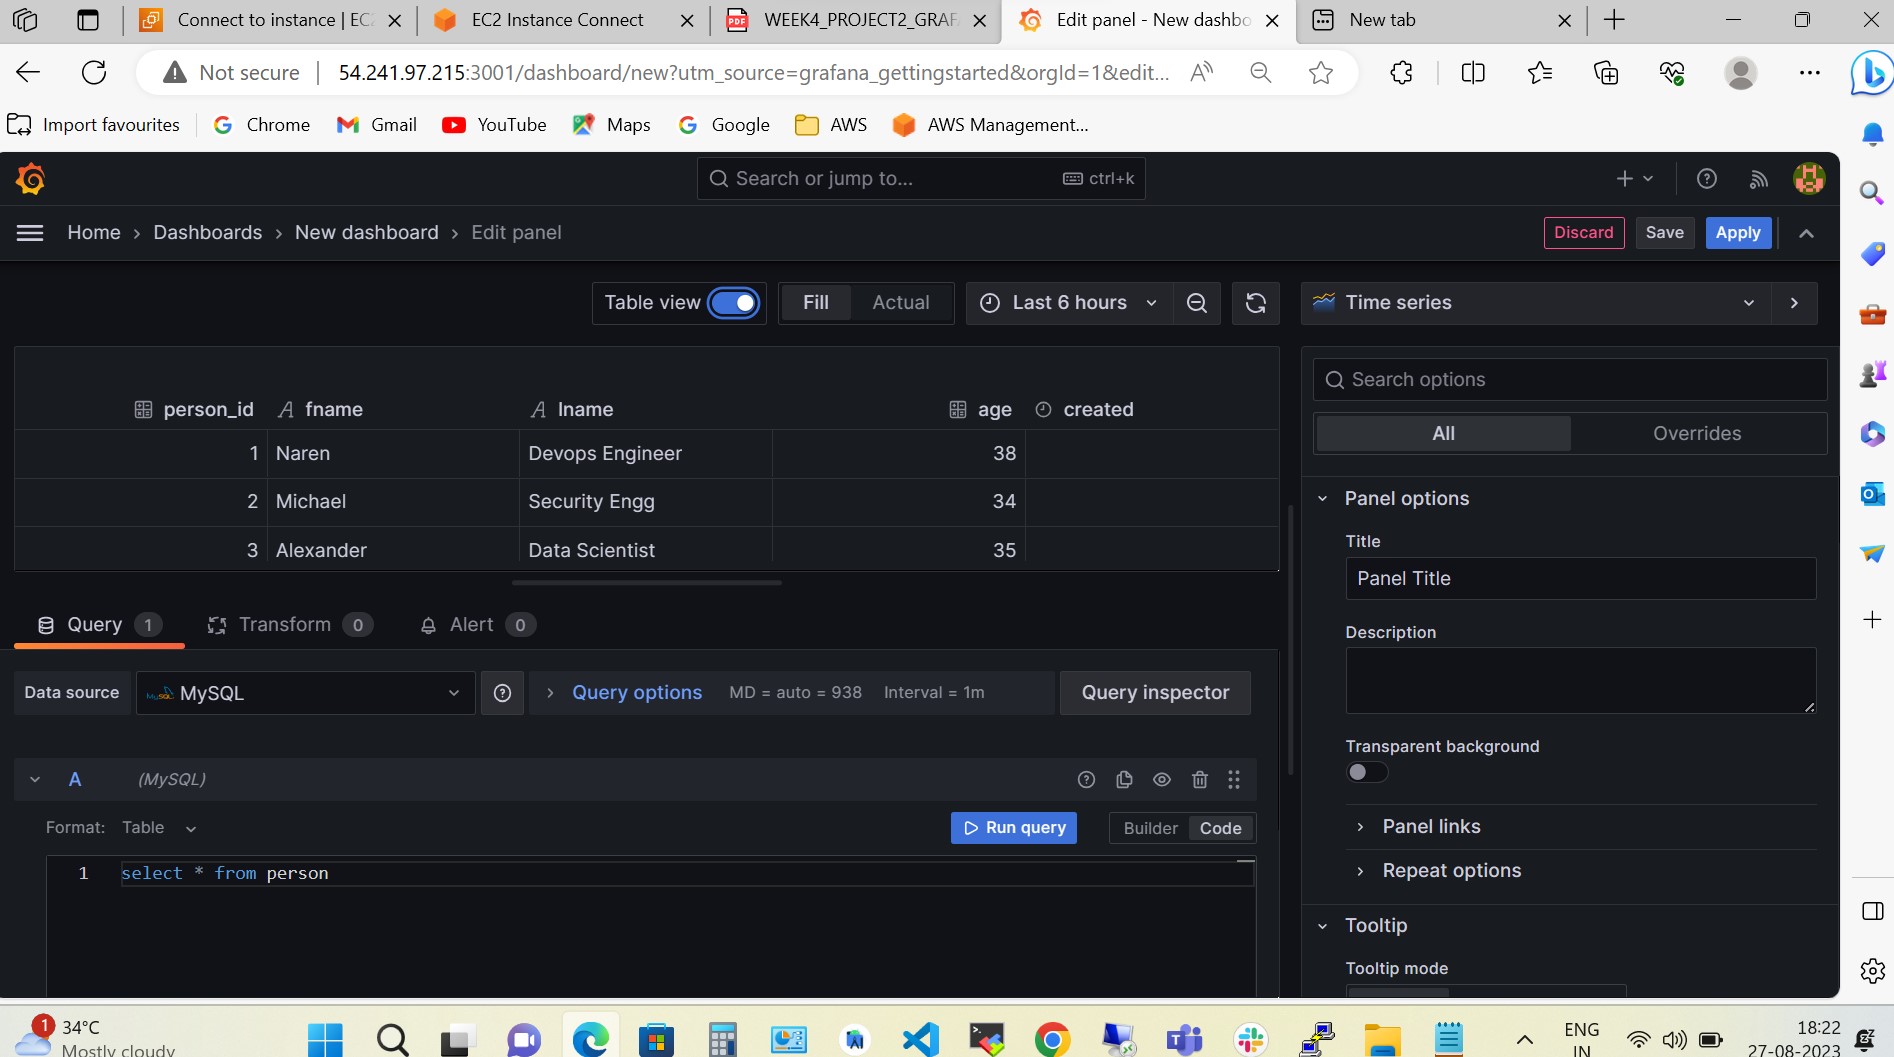 Connect to instance | EC2
EC2 Instance Connect
WEEK4_PROJECT2_GRAFA
Edit panel - New dashbo
New tab
Not secure
54.241.97.215:3001/dashboard/new?utm_source=grafana_gettingstarted&orgId=1&edit...
Import favourites
Chrome
Gmail
YouTube
Maps
Google
AWS
AWS Management...
Search or jump to...
ctrl+k
Home › Dashboards › New dashboard › Edit panel
Discard
Save
Apply
Table view
Fill
Actual
Last 6 hours
Time series
person_id fname lname age created
1 Naren Devops Engineer 38
2 Michael Security Engg 34
3 Alexander Data Scientist 35
Search options
All
Overrides
Panel options
Title
Panel Title
Description
Transparent background
Panel links
Repeat options
Tooltip
Tooltip mode
Query 1
Transform 0
Alert 0
Data source
MySQL
Query options
MD = auto = 938
Interval = 1m
Query inspector
A
(MySQL)
Format: Table
Run query
Builder
Code
1 select * from person
1
34°C
Mostly cloudy
ENG
IN
18:22
27-08-2023